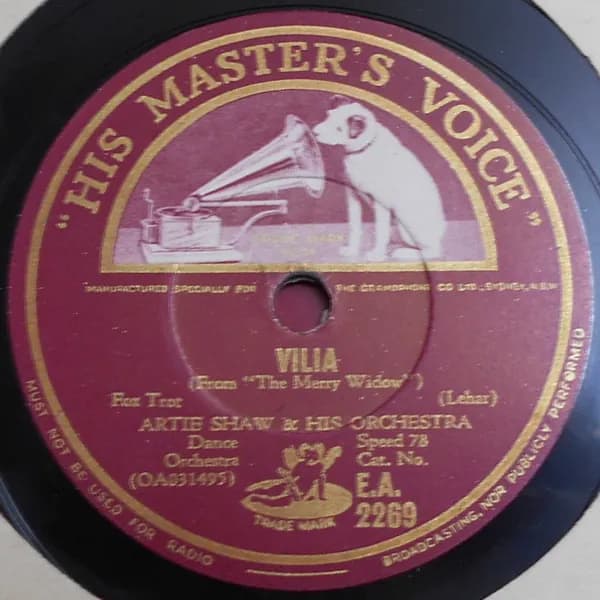 "HIS MASTER'S VOICE"
MANUFACTURED SPECIALLY FOR THE GRAMOPHONE CO LTD., SYDNEY, N.S.W.
VILIA
(From "The Merry Widow")
Fox Trot (Lehar)
ARTIE SHAW & HIS ORCHESTRA
Dance Speed 78
Orchestra Cat. No.
(OA031495) E.A.
2269
TRADE MARK
MUST NOT BE USED FOR RADIO BROADCASTING, NOR PUBLICLY PERFORMED